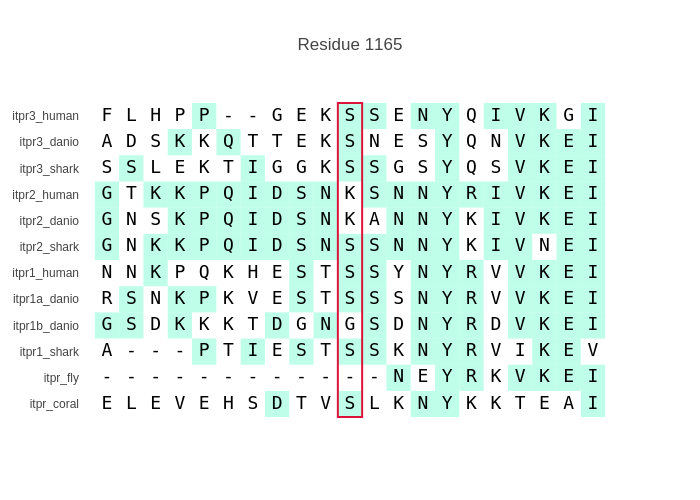 Residue 1165
itpr3_human F L H P P - - G E K S S E N Y Q I V K G I
itpr3_danio A D S K K Q T T E K S N E S Y Q N V K E I
itpr3_shark S S L E K T I G G K S S G S Y Q S V K E I
itpr2_human G T K K P Q I D S N K S N N Y R I V K E I
itpr2_danio G N S K P Q I D S N K A N N Y K I V K E I
itpr2_shark G N K K P Q I D S N S S N N Y K I V N E I
itpr1_human N N K P Q K H E S T S S Y N Y R V V K E I
itpr1a_danio R S N K P K V E S T S S S N Y R V V K E I
itpr1b_danio G S D K K K T D G N G S D N Y R D V K E I
itpr1_shark A - - - P T I E S T S S K N Y R V I K E V
itpr_fly - - - - - - - - - - - - N E Y R K V K E I
itpr_coral E L E V E H S D T V S L K N Y K K T E A I